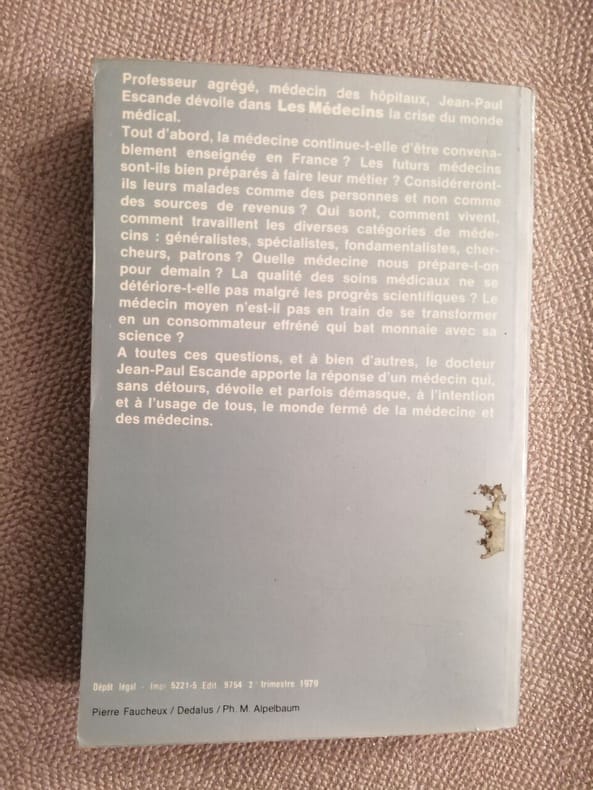 Professeur agrégé, médecin des hôpitaux, Jean-Paul
Escande dévoile dans Les Médecins la crise du monde
médical.
Tout d'abord, la médecine continue-t-elle d'être convena-
blement enseignée en France ? Les futurs médecins
sont-ils bien préparés à faire leur métier ? Considéreront-
ils leurs malades comme des personnes et non comme
des sources de revenus ? Qui sont, comment vivent,
comment travaillent les diverses catégories de méde-
cins : généralistes, spécialistes, fondamentalistes, cher-
cheurs, patrons ? Quelle médecine nous prépare-t-on
pour demain ? La qualité des soins médicaux ne se
détériore-t-elle pas malgré les progrès scientifiques ? Le
médecin moyen n'est-il pas en train de se transformer
en un consommateur effréné qui bat monnaie avec sa
science ?
A toutes ces questions, et à bien d'autres, le docteur
Jean-Paul Escande apporte la réponse d'un médecin qui,
sans détours, dévoile et parfois démasque, à l'intention
et à l'usage de tous, le monde fermé de la médecine et
des médecins.
Dépôt légal - Impr 5221-5 Edit 9754 2e trimestre 1979
Pierre Faucheux / Dedalus / Ph. M. Alpelbaum